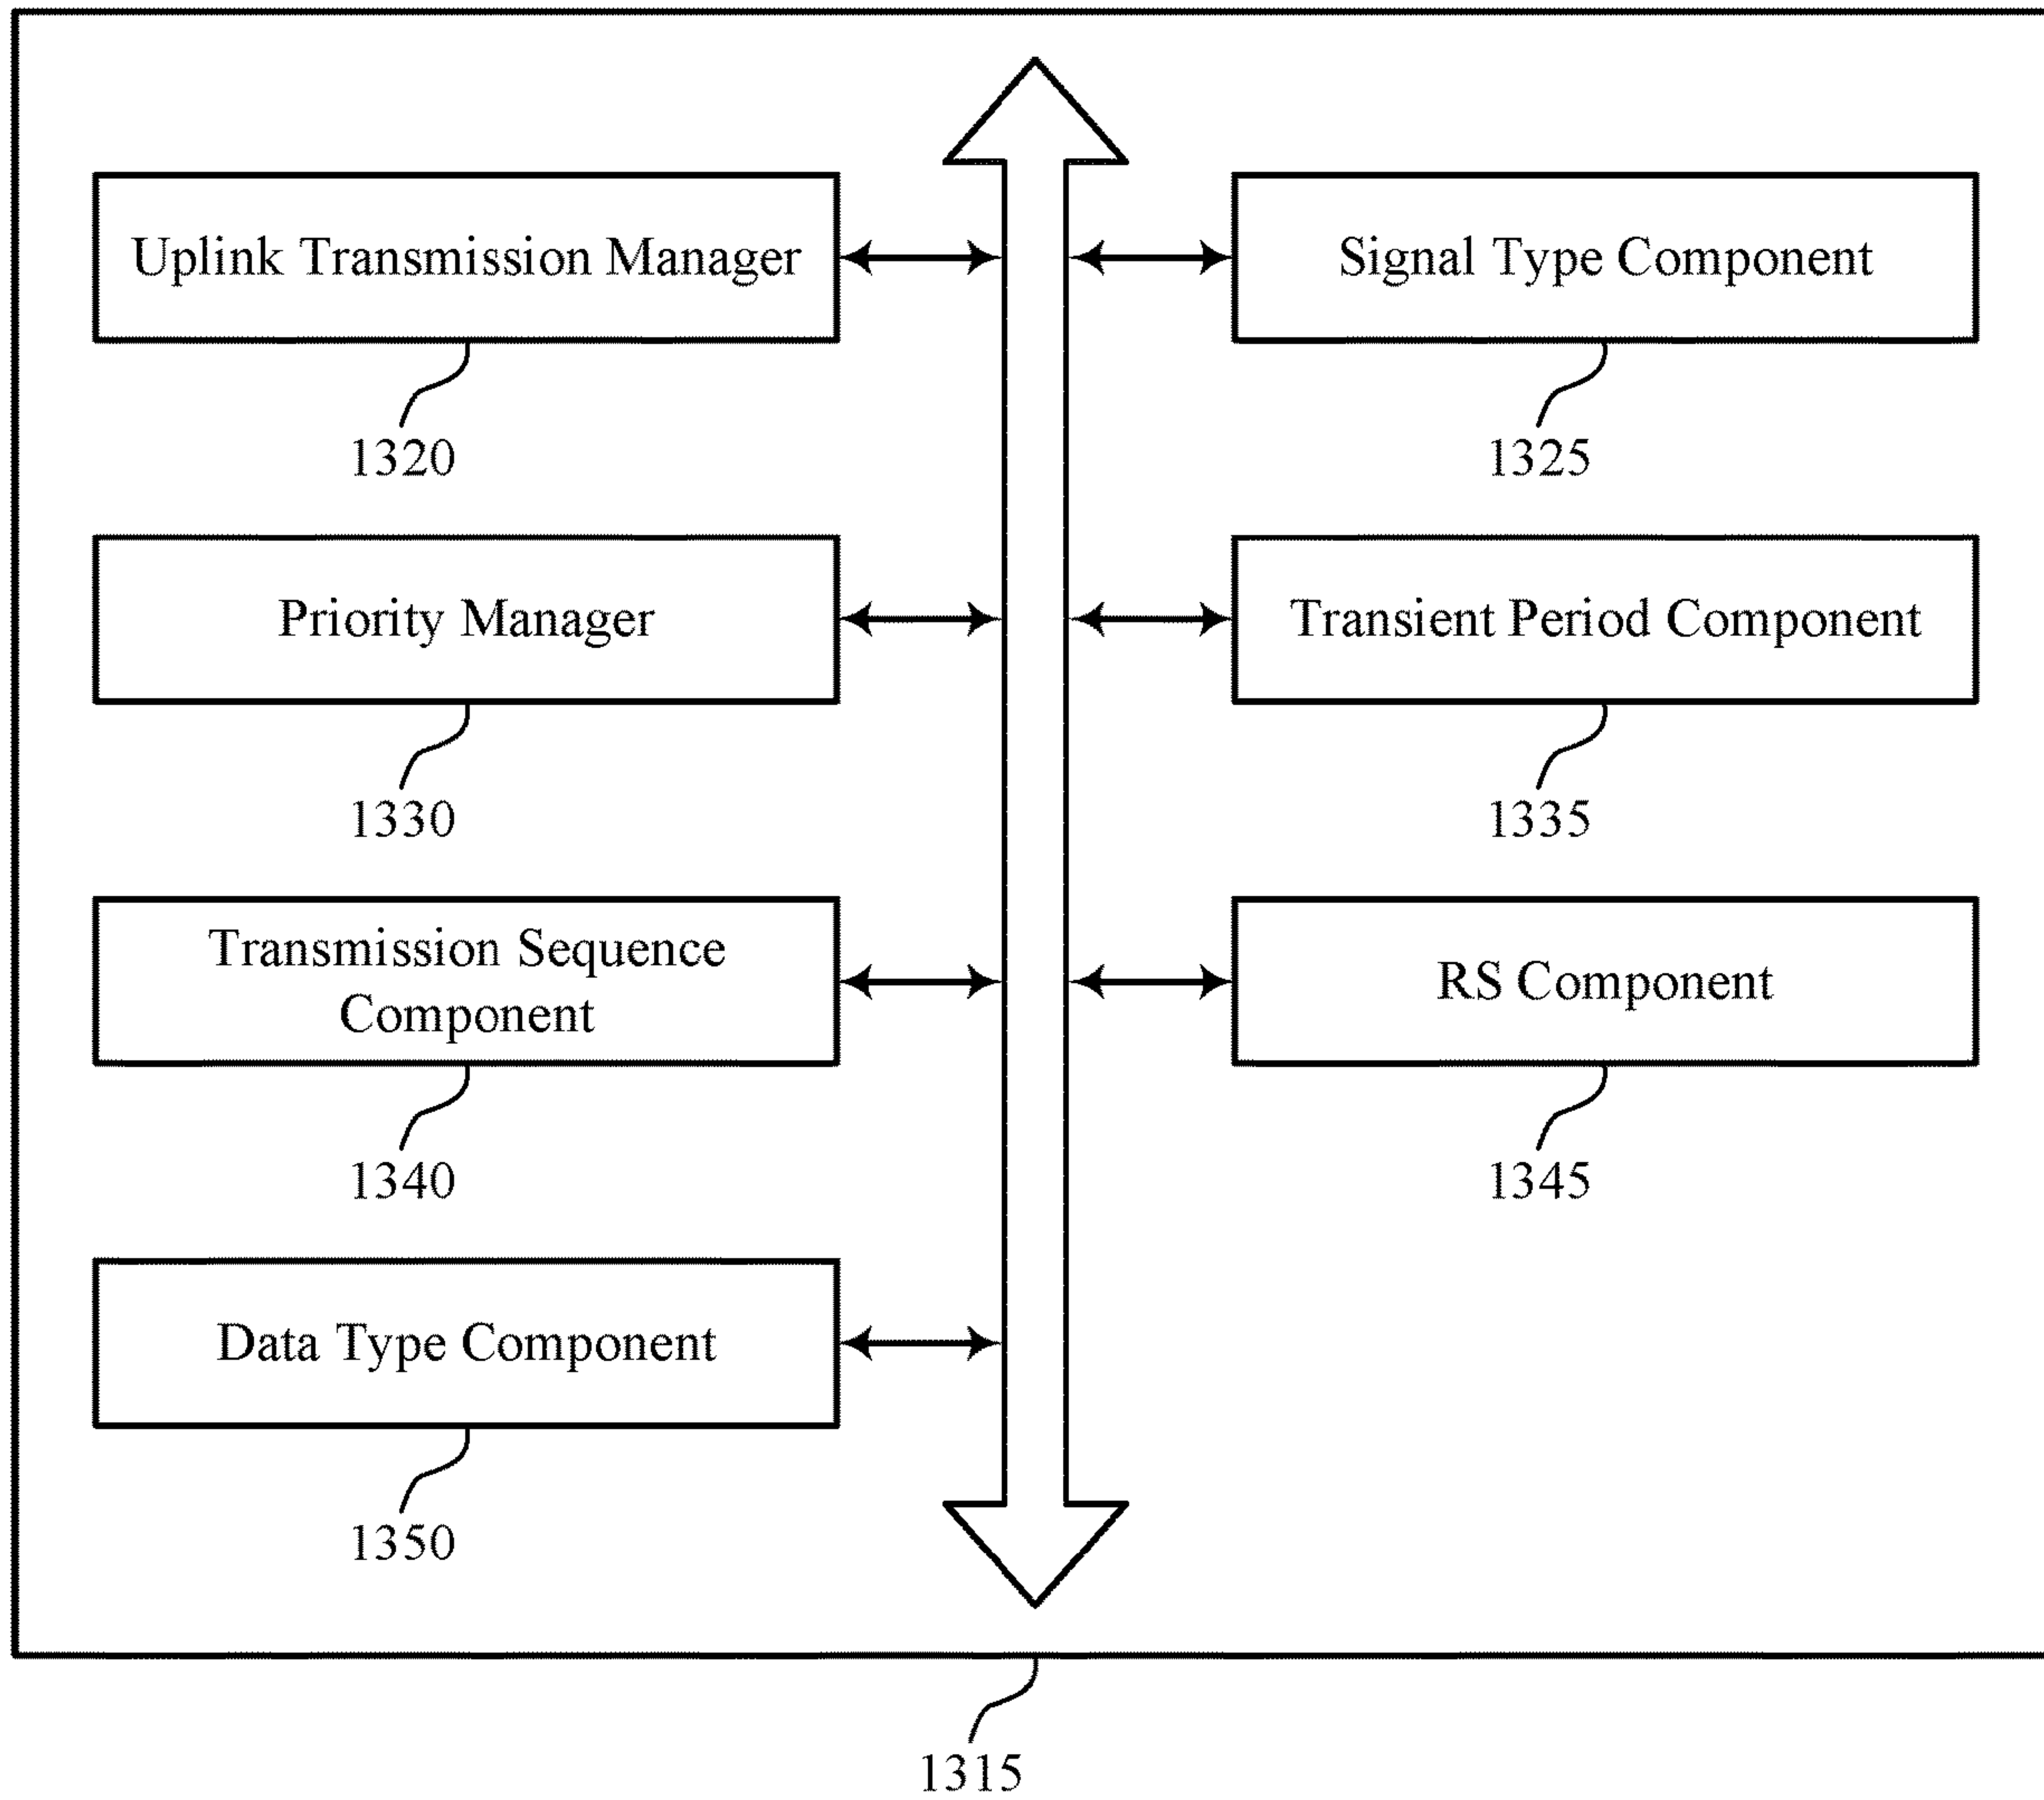 Uplink Transmission Manager
Signal Type Component
1320
1325
Priority Manager
Transient Period Component
1330
1335
Transmission Sequence
Component
RS Component
1340
1345
Data Type Component
1350
1315